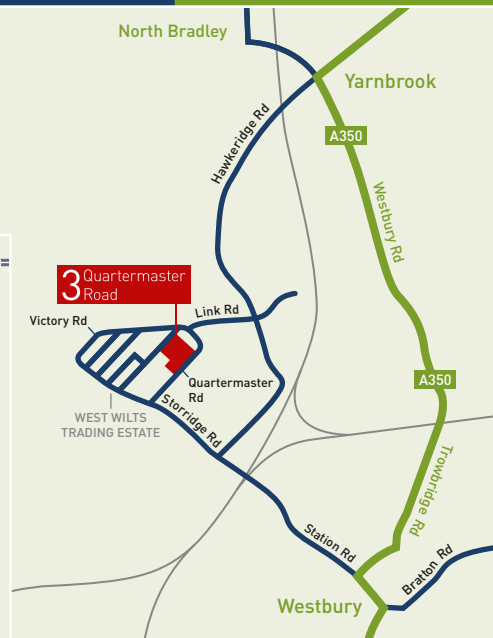 North Bradley
Yarnbrook
Hawkeridge Rd
A350
Westbury Rd
3 Quartermaster
Road
Link Rd
Victory Rd
Quartermaster
Rd
A350
WEST WILTS
TRADING ESTATE
Storridge Rd
Trowbridge Rd
Station Rd
Bratton Rd
Westbury